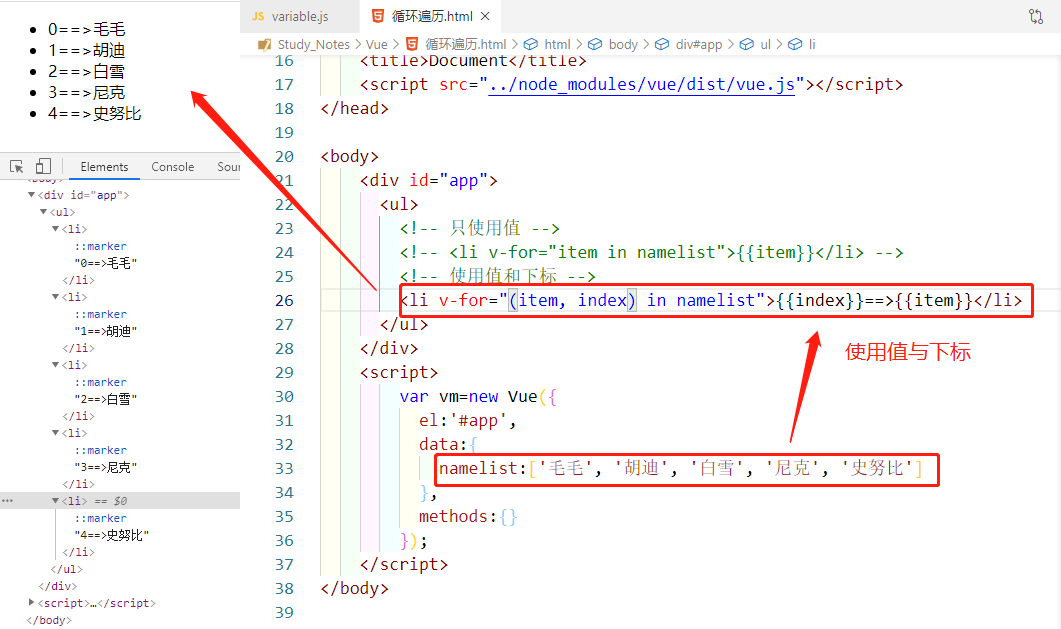 0==>毛毛
1==>胡迪
2==>白雪
3==>尼克
4==>史努比
Elements Console Sour
<body>
▼<div id="app">
▼<ul>
▼<li>
::marker
"0==>毛毛"
</li>
▼<li>
::marker
"1==>胡迪"
</li>
▼<li>
::marker
"2==>白雪"
</li>
▼<li>
::marker
"3==>尼克"
</li>
▼<li> == $0
::marker
"4==>史努比"
</li>
</ul>
</div>
▶<script>…</script>
</body>
JS variable.js 循环遍历.html ×
Study_Notes > Vue > 循环遍历.html > html > body > div#app > ul > li
16 <title>Document</title>
17 <script src="../node_modules/vue/dist/vue.js"></script>
18 </head>
19
20 <body>
21 <div id="app">
22 <ul>
23 <!-- 只使用值 -->
24 <!-- <li v-for="item in namelist">{{item}}</li> -->
25 <!-- 使用值和下标 -->
26 <li v-for="(item, index) in namelist">{{index}}==>{{item}}</li>
27 </ul>
使用值与下标
28 </div>
29 <script>
30 var vm=new Vue({
31 el:'#app',
32 data:{
33 namelist:['毛毛', '胡迪', '白雪', '尼克', '史努比']
34 },
35 methods:{}
36 });
37 </script>
38 </body>
39